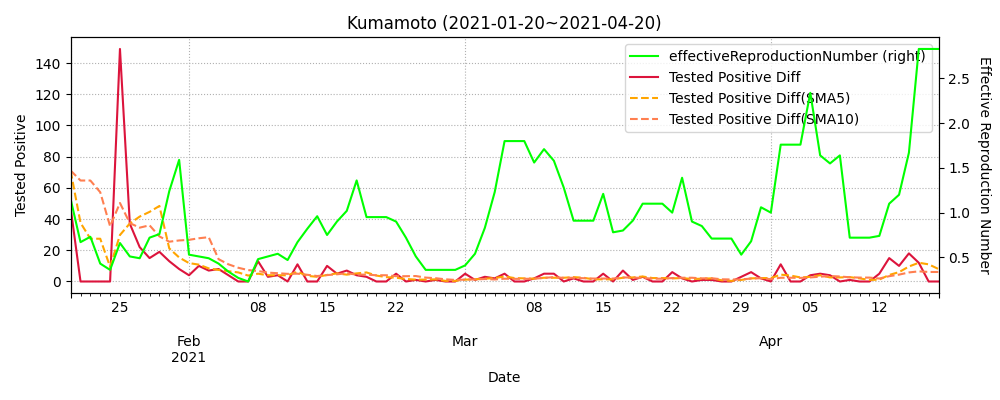 Kumamoto (2021-01-20~2021-04-20)
effectiveReproductionNumber (right)
Tested Positive Diff
Tested Positive Diff(SMA5)
Tested Positive Diff(SMA10)
Tested Positive
140
120
100
80
60
40
20
0
2.5
2.0
1.5
1.0
0.5
Effective Reproduction Number
25 08 15 22 08 15 22 29 05 12
Feb Mar Apr
2021
Date